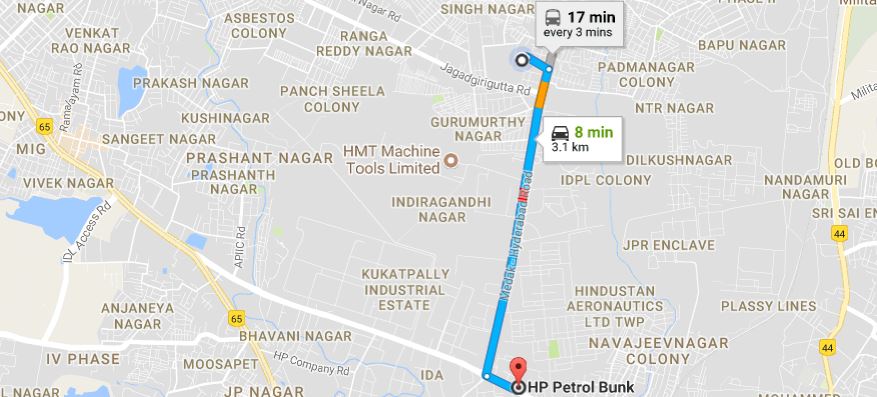 SINGH NAGAR
17 min
every 3 mins
ASBESTOS
COLONY
VENKAT
RAO NAGAR
RANGA
REDDY NAGAR
BAPU NAGAR
Jagadgirigutta Rd
PADMANAGAR
COLONY
Ramayam Rd
PRAKASH NAGAR
PANCH SHEELA
COLONY
NTR NAGAR
KUSHINAGAR
GURUMURTHY
NAGAR
8 min
3.1 km
65
MIG
SANGEET NAGAR
PRASHANT NAGAR
HMT Machine
Tools Limited
DILKUSHNAGAR
OLD BO
VIVEK NAGAR
PRASHANTH
NAGAR
IDPL COLONY
NANDAMURI
NAGAR
INDIRAGANDHI
NAGAR
Medak - Hyderabad Road
SRI SAI EN
IDL Access Rd
APIIC Rd
JPR ENCLAVE
44
KUKATPALLY
INDUSTRIAL
ESTATE
HINDUSTAN
AERONAUTICS
LTD TWP
PLASSY LINES
ANJANEYA
NAGAR
65
BHAVANI NAGAR
NAVAJEEVNAGAR
COLONY
44
IV PHASE
MOOSAPET
HP Company Rd
IDA
HP Petrol Bunk
JP NAGAR